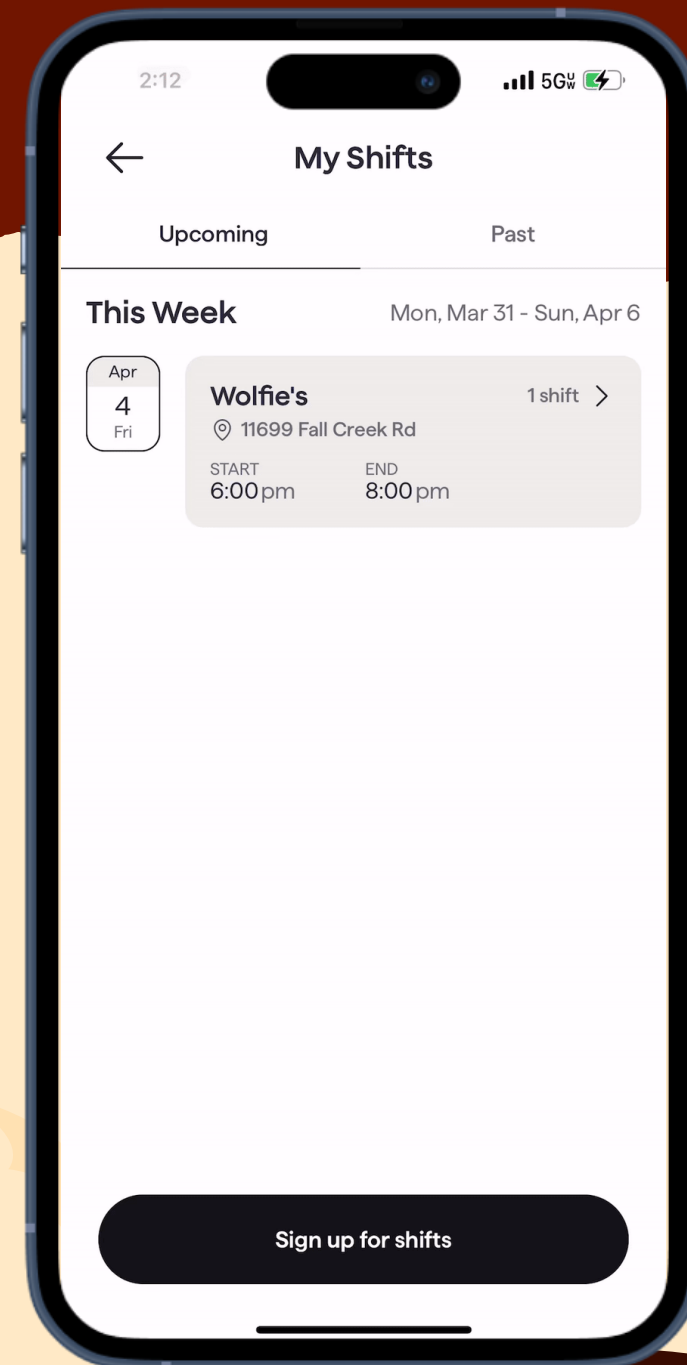 2:12 5GUW
My Shifts
Upcoming Past
This Week Mon, Mar 31 - Sun, Apr 6
Apr
4
Fri
Wolfie's 1 shift
11699 Fall Creek Rd
START END
6:00 pm 8:00 pm
Sign up for shifts